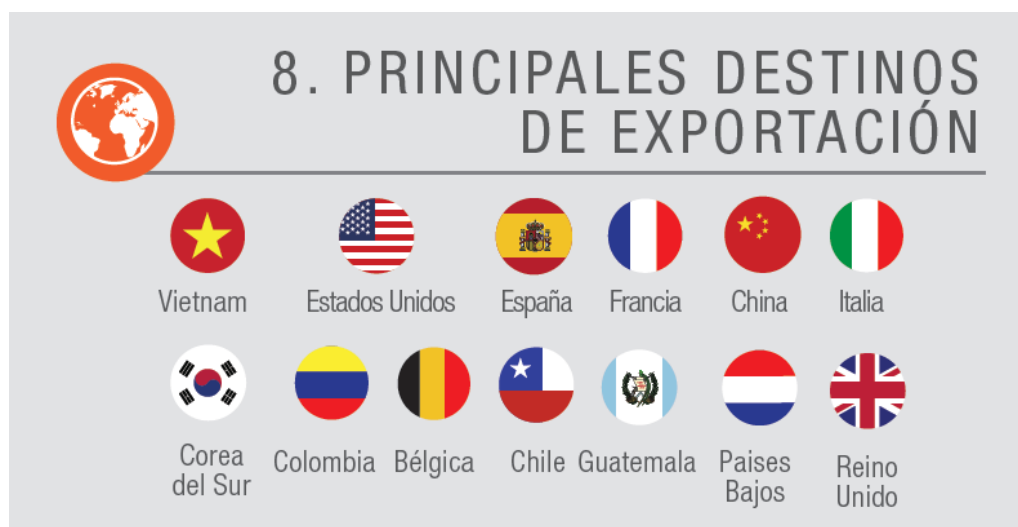 8. PRINCIPALES DESTINOS
DE EXPORTACIÓN
Vietnam
Estados Unidos
España
Francia
China
Italia
Corea
del Sur
Colombia
Bélgica
Chile
Guatemala
Paises
Bajos
Reino
Unido